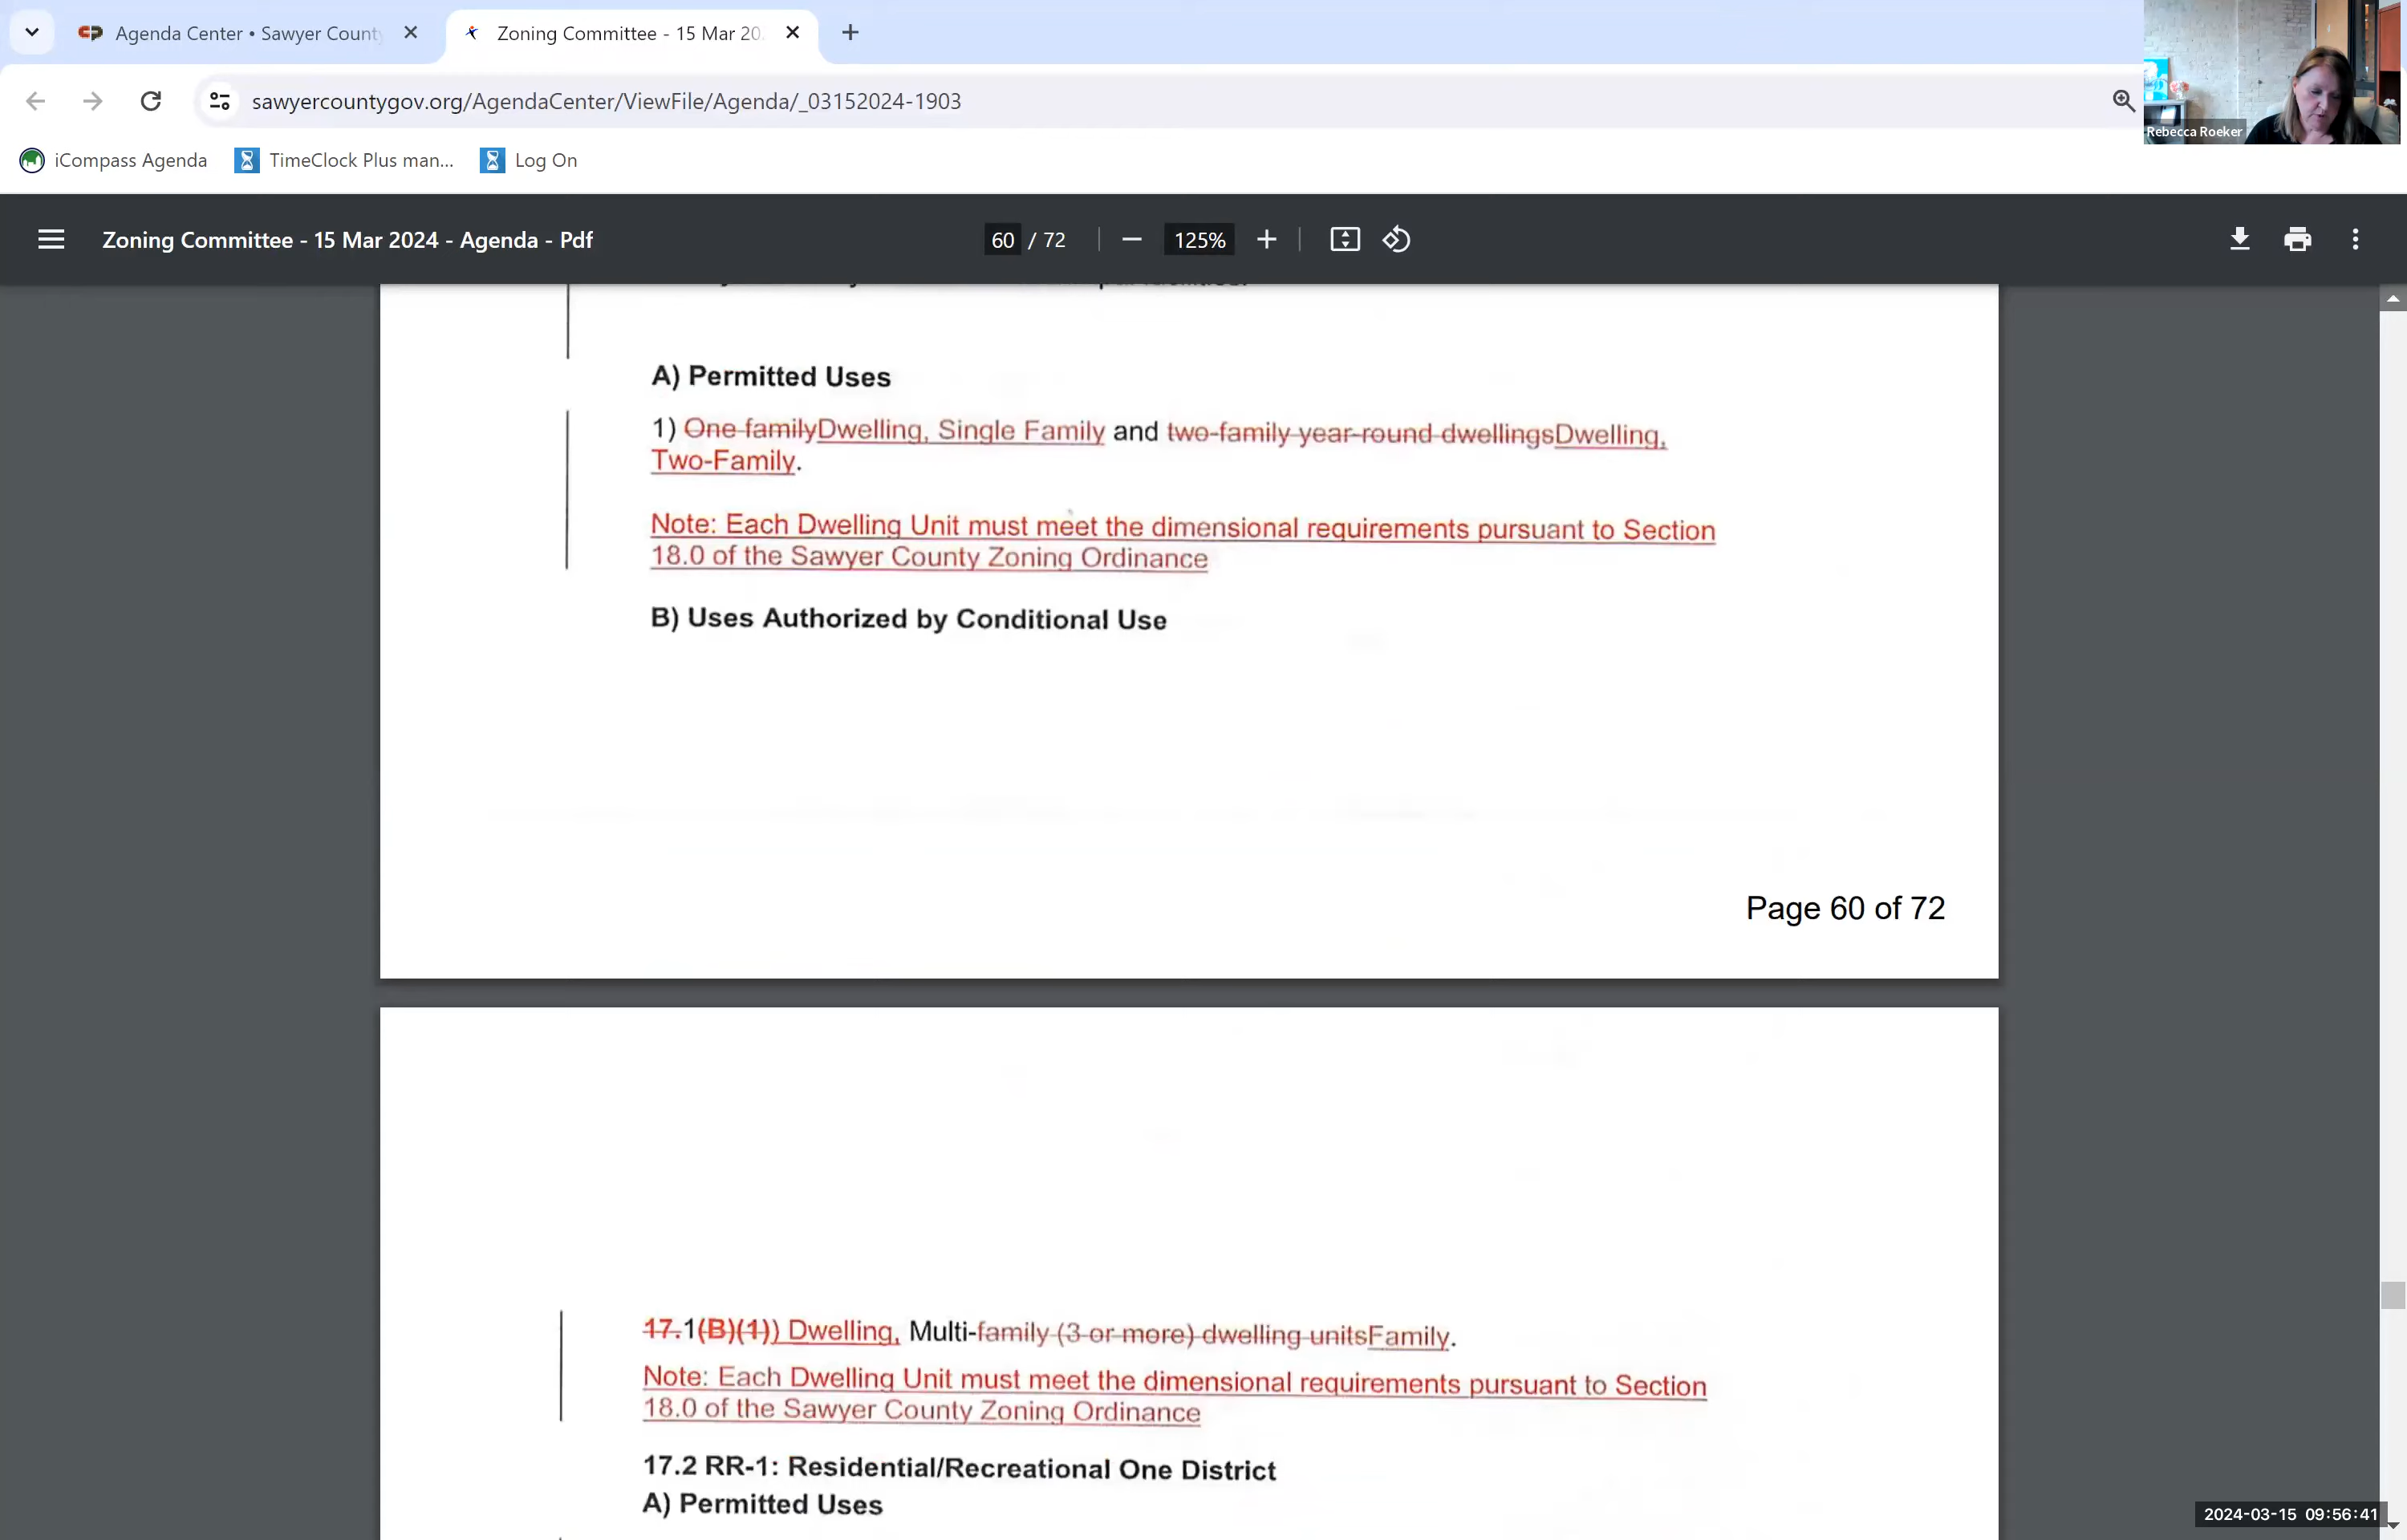 Agenda Center • Sawyer County
Zoning Committee - 15 Mar 20
sawyercountygov.org/AgendaCenter/ViewFile/Agenda/_03152024-1903
Rebecca Roeker
iCompass Agenda
TimeClock Plus man...
Log On
Zoning Committee - 15 Mar 2024 - Agenda - Pdf
60 / 72
125%
A) Permitted Uses
1) One familyDwelling, Single Family and two-family year-round dwellingsDwelling,
Two-Family.
Note: Each Dwelling Unit must meet the dimensional requirements pursuant to Section
18.0 of the Sawyer County Zoning Ordinance
B) Uses Authorized by Conditional Use
Page 60 of 72
17.1(B)(1)) Dwelling, Multi-family (3 or more) dwelling unitsFamily.
Note: Each Dwelling Unit must meet the dimensional requirements pursuant to Section
18.0 of the Sawyer County Zoning Ordinance
17.2 RR-1: Residential/Recreational One District
A) Permitted Uses
2024-03-15 09:56:41